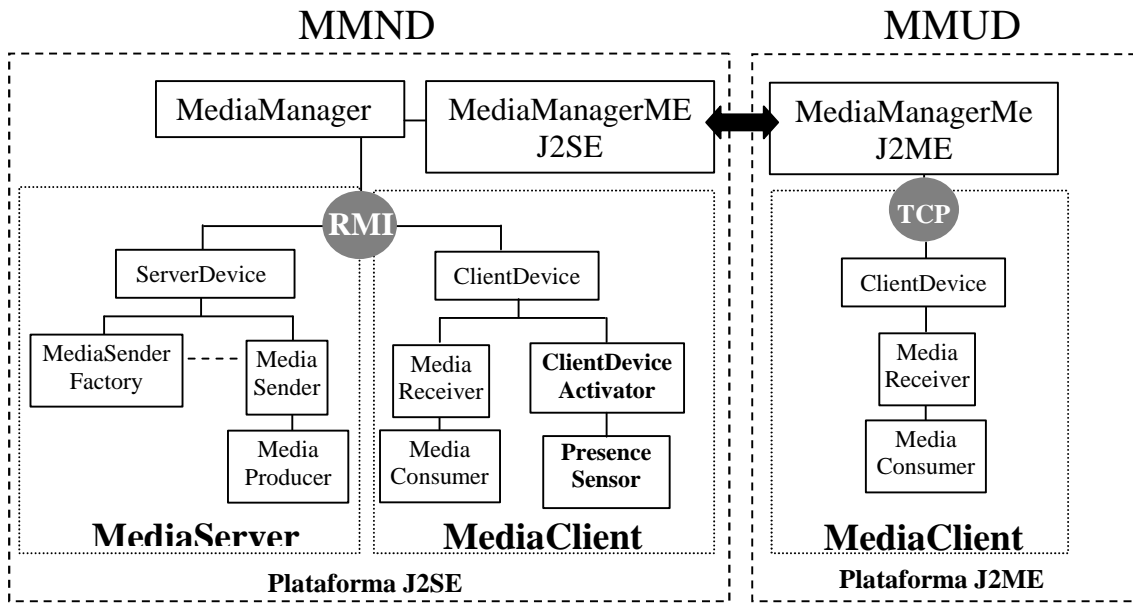 MMND
MMUD
MediaManager
MediaManagerME
J2SE
MediaManagerMe
J2ME
RMI
TCP
ServerDevice
ClientDevice
ClientDevice
MediaSender
Factory
Media
Sender
Media
Receiver
ClientDevice
Activator
Media
Receiver
Media
Producer
Media
Consumer
Presence
Sensor
Media
Consumer
MediaServer
MediaClient
MediaClient
Plataforma J2SE
Plataforma J2ME